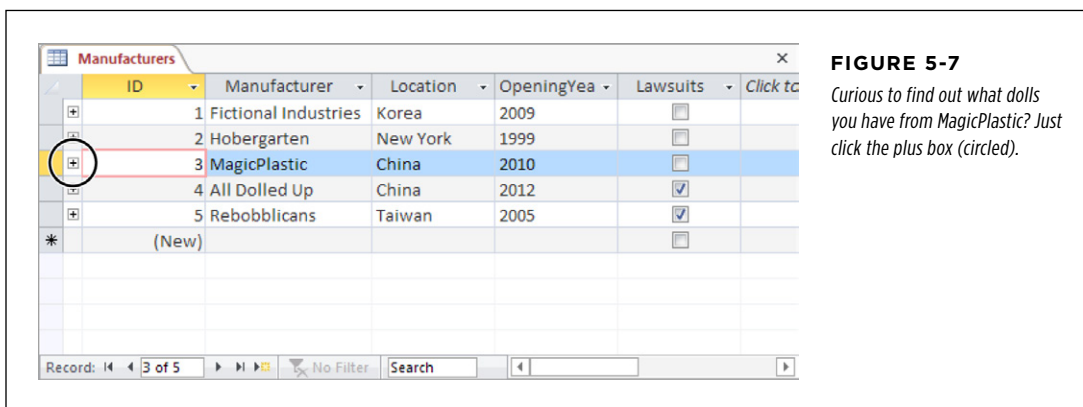 Manufacturers
ID Manufacturer Location OpeningYea Lawsuits Click to
1 Fictional Industries Korea 2009
2 Hobergarten New York 1999
3 MagicPlastic China 2010
4 All Dolled Up China 2012
5 Rebobblicans Taiwan 2005
(New)
Record: 3 of 5 No Filter Search
FIGURE 5-7
Curious to find out what dolls
you have from MagicPlastic? Just
click the plus box (circled).